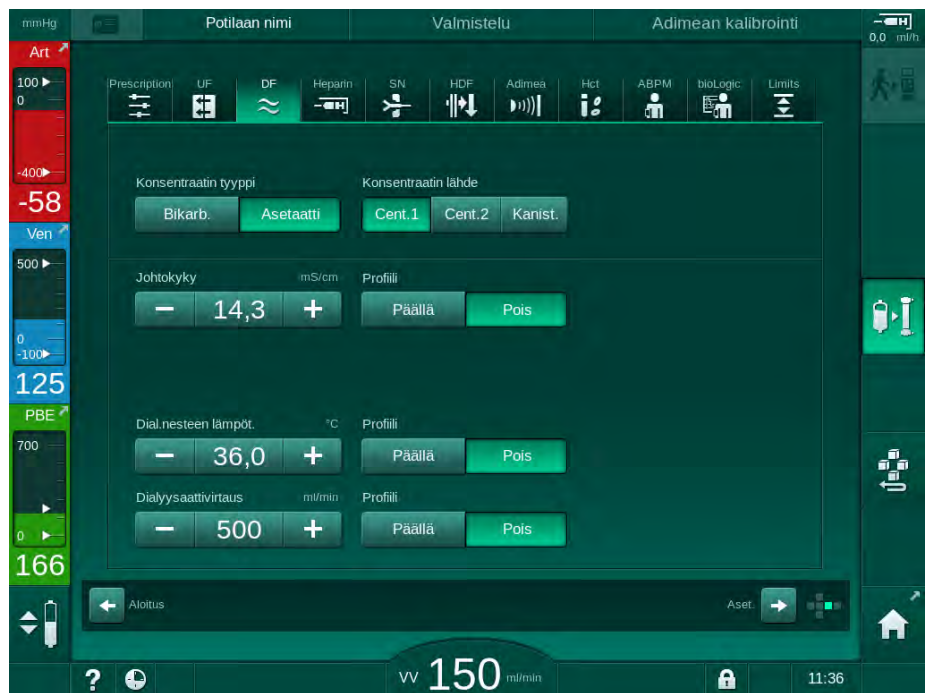 mmHg
Potilaan nimi
Valmistelu
Adimean kalibrointi
0,0 ml/h
Art
100
0
-400
-58
Ven
500
0
-100
125
PBE
700
0
166
Prescription UF DF Heparin SN HDF Adimea Hct ABPM bioLogic Limits
Konsentraatin tyyppi Konsentraatin lähde
Bikarb. Asetaatti Cent.1 Cent.2 Kanist.
Johtokyky mS/cm Profiili
− 14,3 + Päällä Pois
Dial.nesteen lämpöt. °C Profiili
− 36,0 + Päällä Pois
Dialyysaattivirtaus ml/min Profiili
− 500 + Päällä Pois
Aloitus Aset.
? VV 150 ml/min 11:36